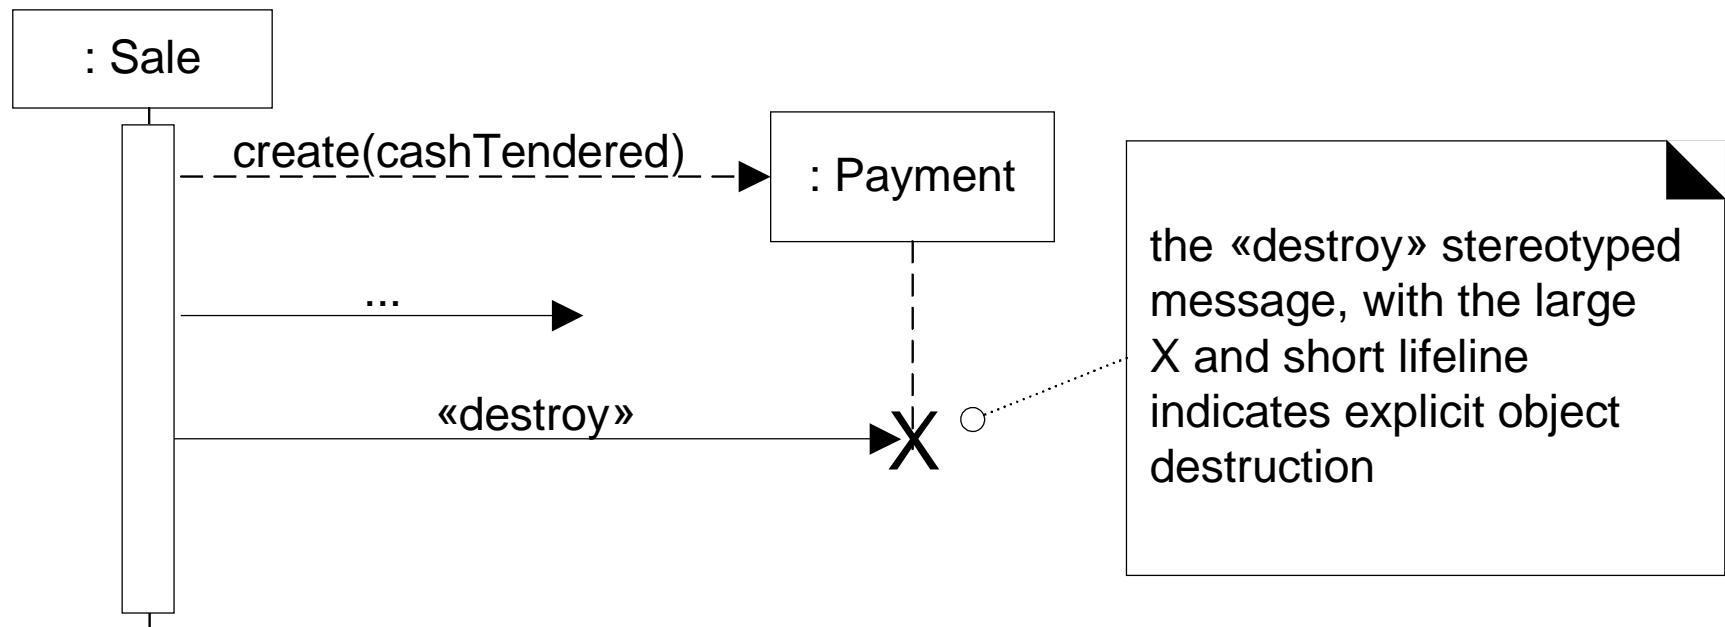 : Sale
create(cashTendered)
: Payment
...
«destroy»
X
the «destroy» stereotyped
message, with the large
X and short lifeline
indicates explicit object
destruction